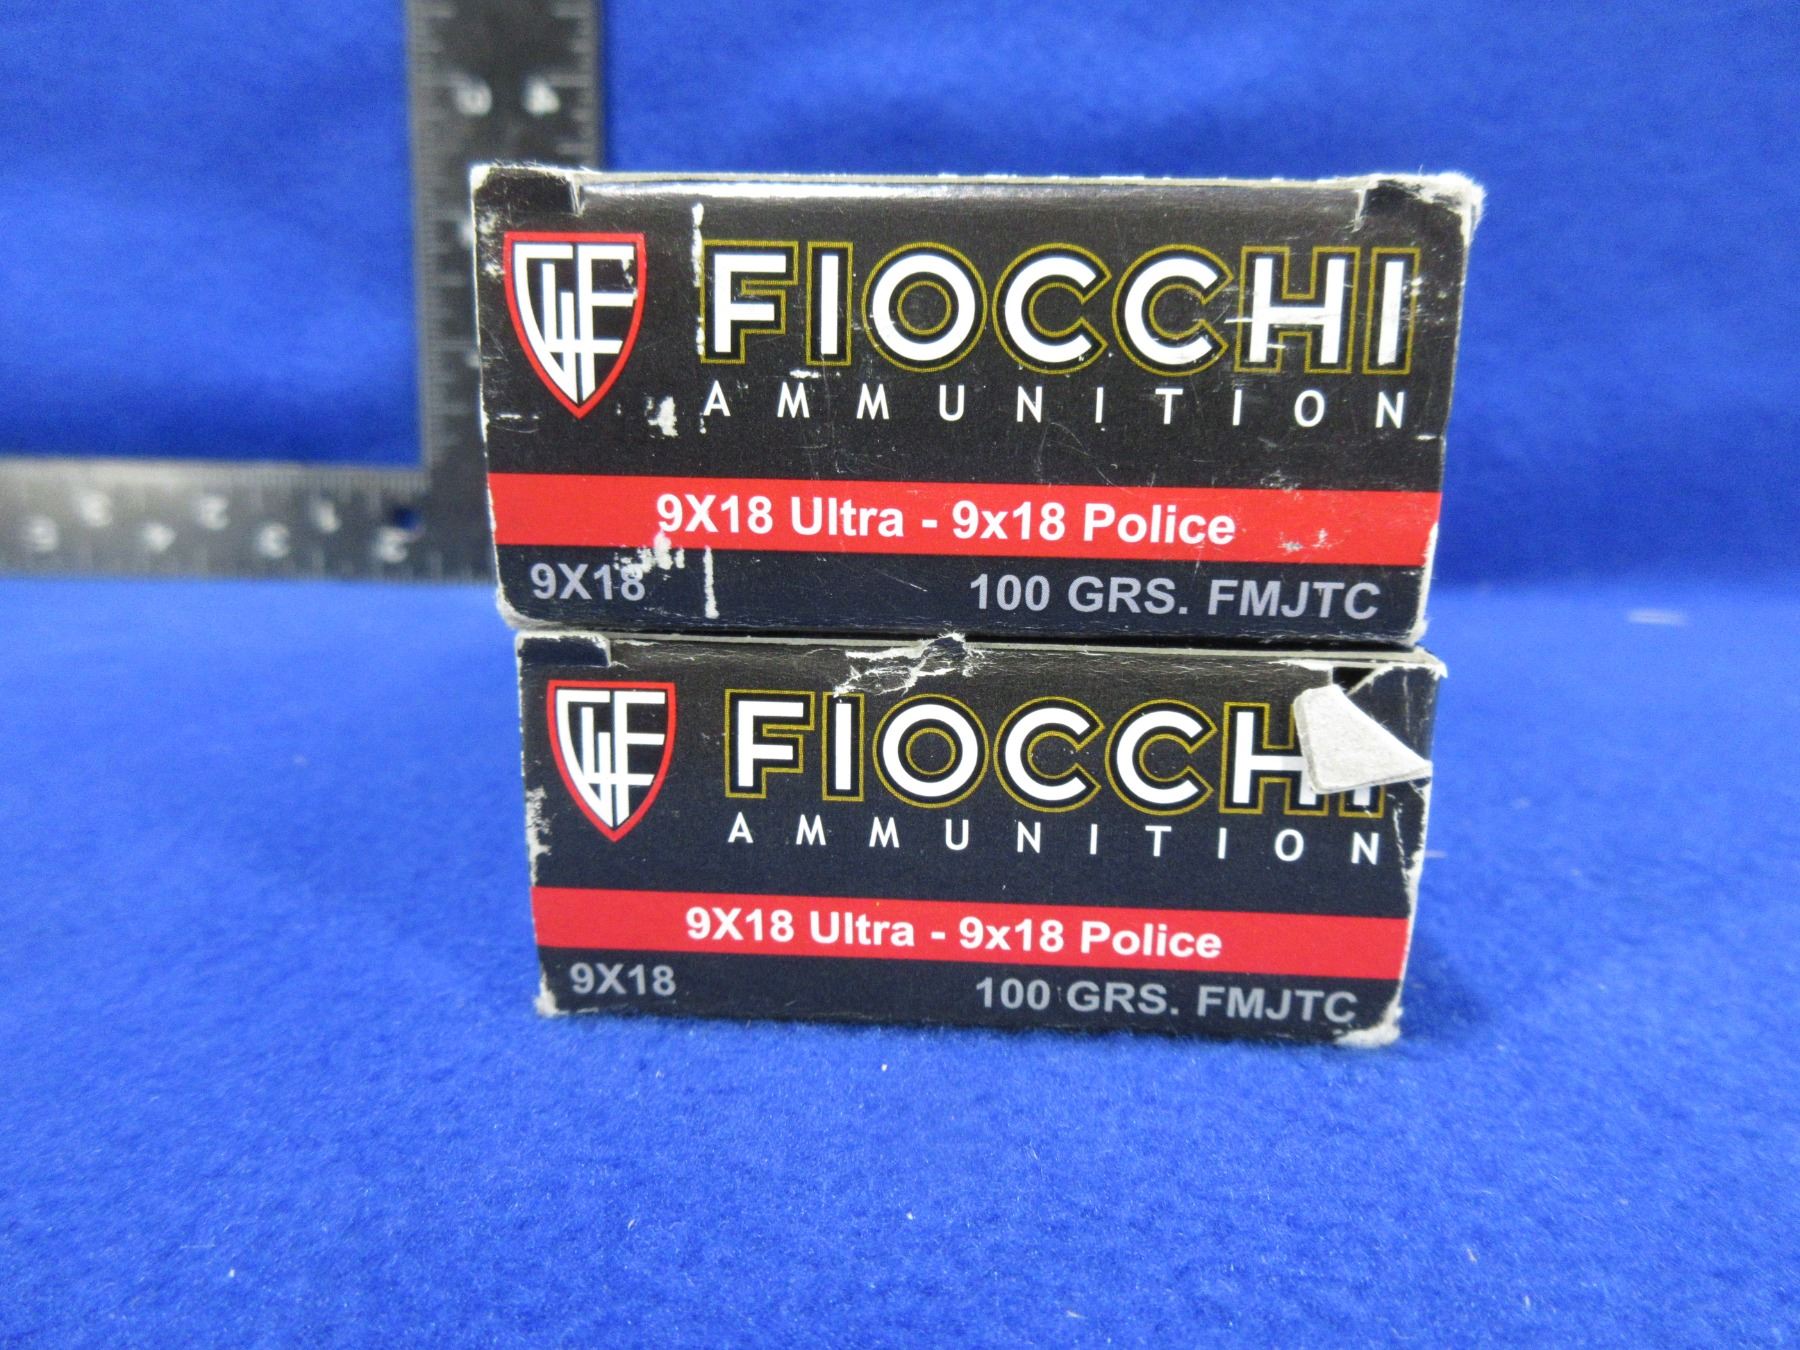 GFL
FIOCCHI
AMMUNITION
9X18 Ultra - 9x18 Police
9X18 100 GRS. FMJTC
FIOCCHI
AMMUNITION
9X18 Ultra - 9x18 Police
9X18 100 GRS. FMJTC